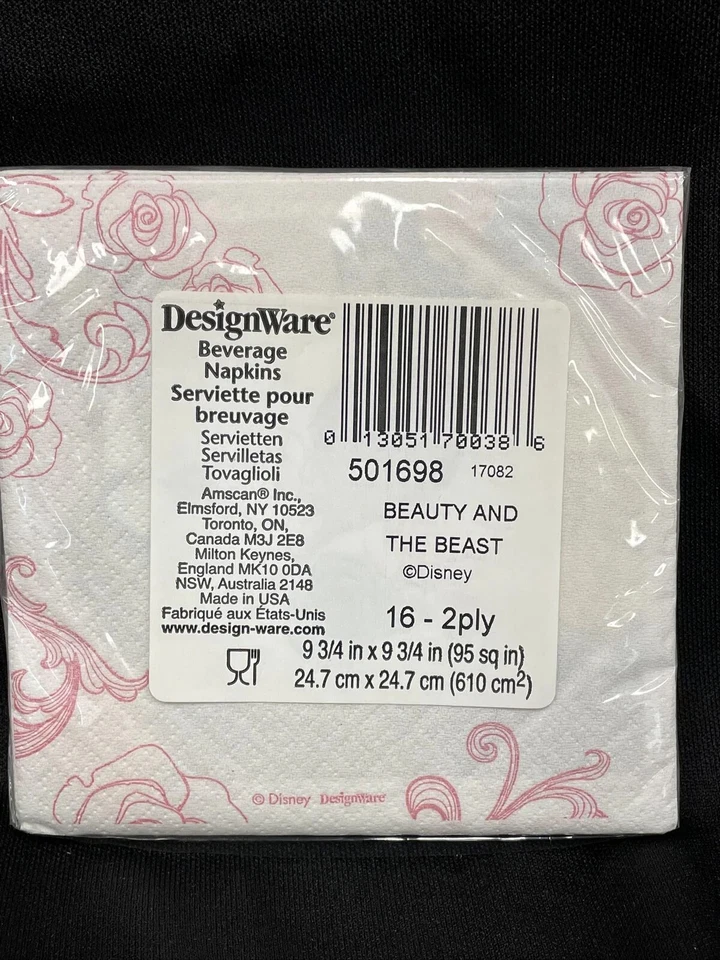 DesignWare®
Beverage
Napkins
Serviette pour
breuvage
Servietten
Servilletas
Tovaglioli
Amscan® Inc.,
Elmsford, NY 10523
Toronto, ON,
Canada M3J 2E8
Milton Keynes,
England MK10 0DA
NSW, Australia 2148
Made in USA
Fabriqué aux États-Unis
www.design-ware.com
0 13051 70038 6
501698 17082
BEAUTY AND
THE BEAST
©Disney
16 - 2ply
9 3/4 in x 9 3/4 in (95 sq in)
24.7 cm x 24.7 cm (610 cm²)
© Disney DesignWare